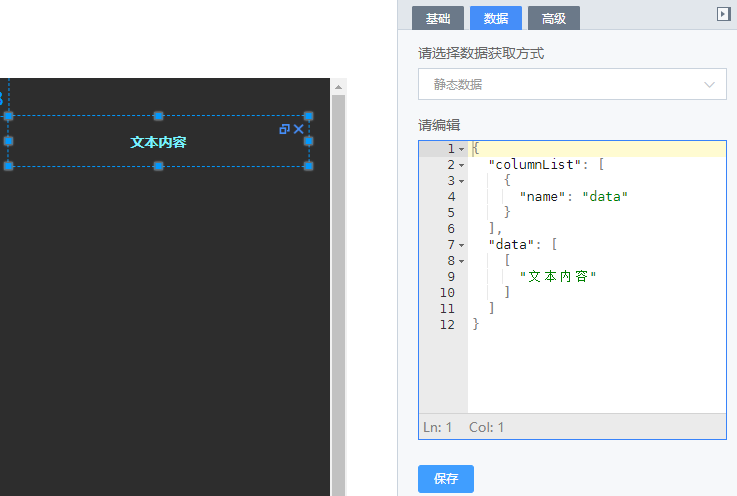 基础 数据 高级
请选择数据获取方式
静态数据
请编辑
文本内容
1 {
2 "columnList": [
3 {
4 "name": "data"
5 }
6 ],
7 "data": [
8 [
9 "文本内容"
10 ]
11 ]
12 }
Ln: 1 Col: 1
保存